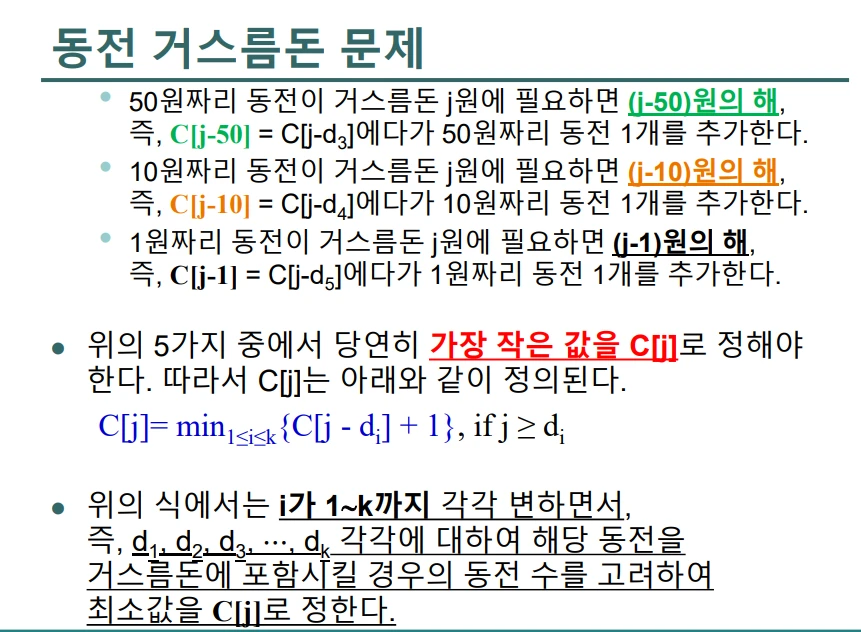 동전 거스름돈 문제
• 50원짜리 동전이 거스름돈 j원에 필요하면 (j-50)원의 해,
즉, C[j-50] = C[j-d₃]에다가 50원짜리 동전 1개를 추가한다.
• 10원짜리 동전이 거스름돈 j원에 필요하면 (j-10)원의 해,
즉, C[j-10] = C[j-d₄]에다가 10원짜리 동전 1개를 추가한다.
• 1원짜리 동전이 거스름돈 j원에 필요하면 (j-1)원의 해,
즉, C[j-1] = C[j-d₅]에다가 1원짜리 동전 1개를 추가한다.
• 위의 5가지 중에서 당연히 가장 작은 값을 C[j]로 정해야
한다. 따라서 C[j]는 아래와 같이 정의된다.
C[j]= min₁≤i≤k{C[j - dᵢ] + 1}, if j ≥ dᵢ
• 위의 식에서는 i가 1~k까지 각각 변하면서,
즉, d₁, d₂, d₃, ⋯, dₖ 각각에 대하여 해당 동전을
거스름돈에 포함시킬 경우의 동전 수를 고려하여
최소값을 C[j]로 정한다.